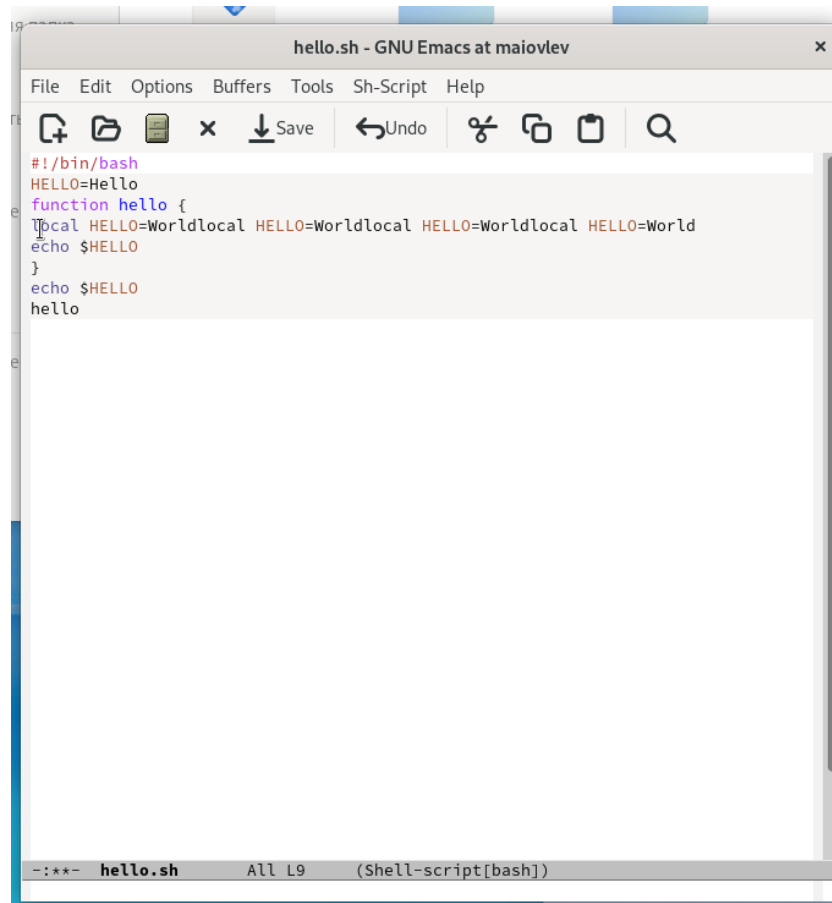 hello.sh - GNU Emacs at maiovlev
File Edit Options Buffers Tools Sh-Script Help
Save Undo
#!/bin/bash
HELLO=Hello
function hello {
local HELLO=Worldlocal HELLO=Worldlocal HELLO=Worldlocal HELLO=World
echo $HELLO
}
echo $HELLO
hello
-:**- hello.sh All L9 (Shell-script[bash])